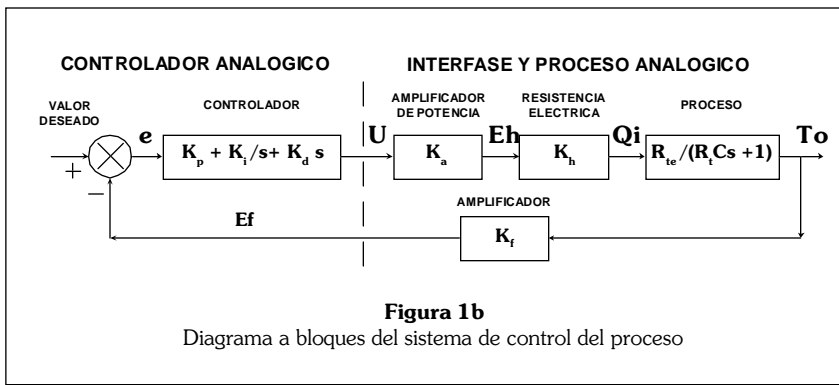 CONTROLADOR ANALOGICO
INTERFASE Y PROCESO ANALOGICO
VALOR
DESEADO
e
CONTROLADOR
K_p + K_i/s+ K_d s
U
AMPLIFICADOR
DE POTENCIA
K_a
Eh
RESISTENCIA
ELECTRICA
K_h
Qi
PROCESO
R_te/(R_tCs +1)
To
+
−
Ef
AMPLIFICADOR
K_f
Figura 1b
Diagrama a bloques del sistema de control del proceso